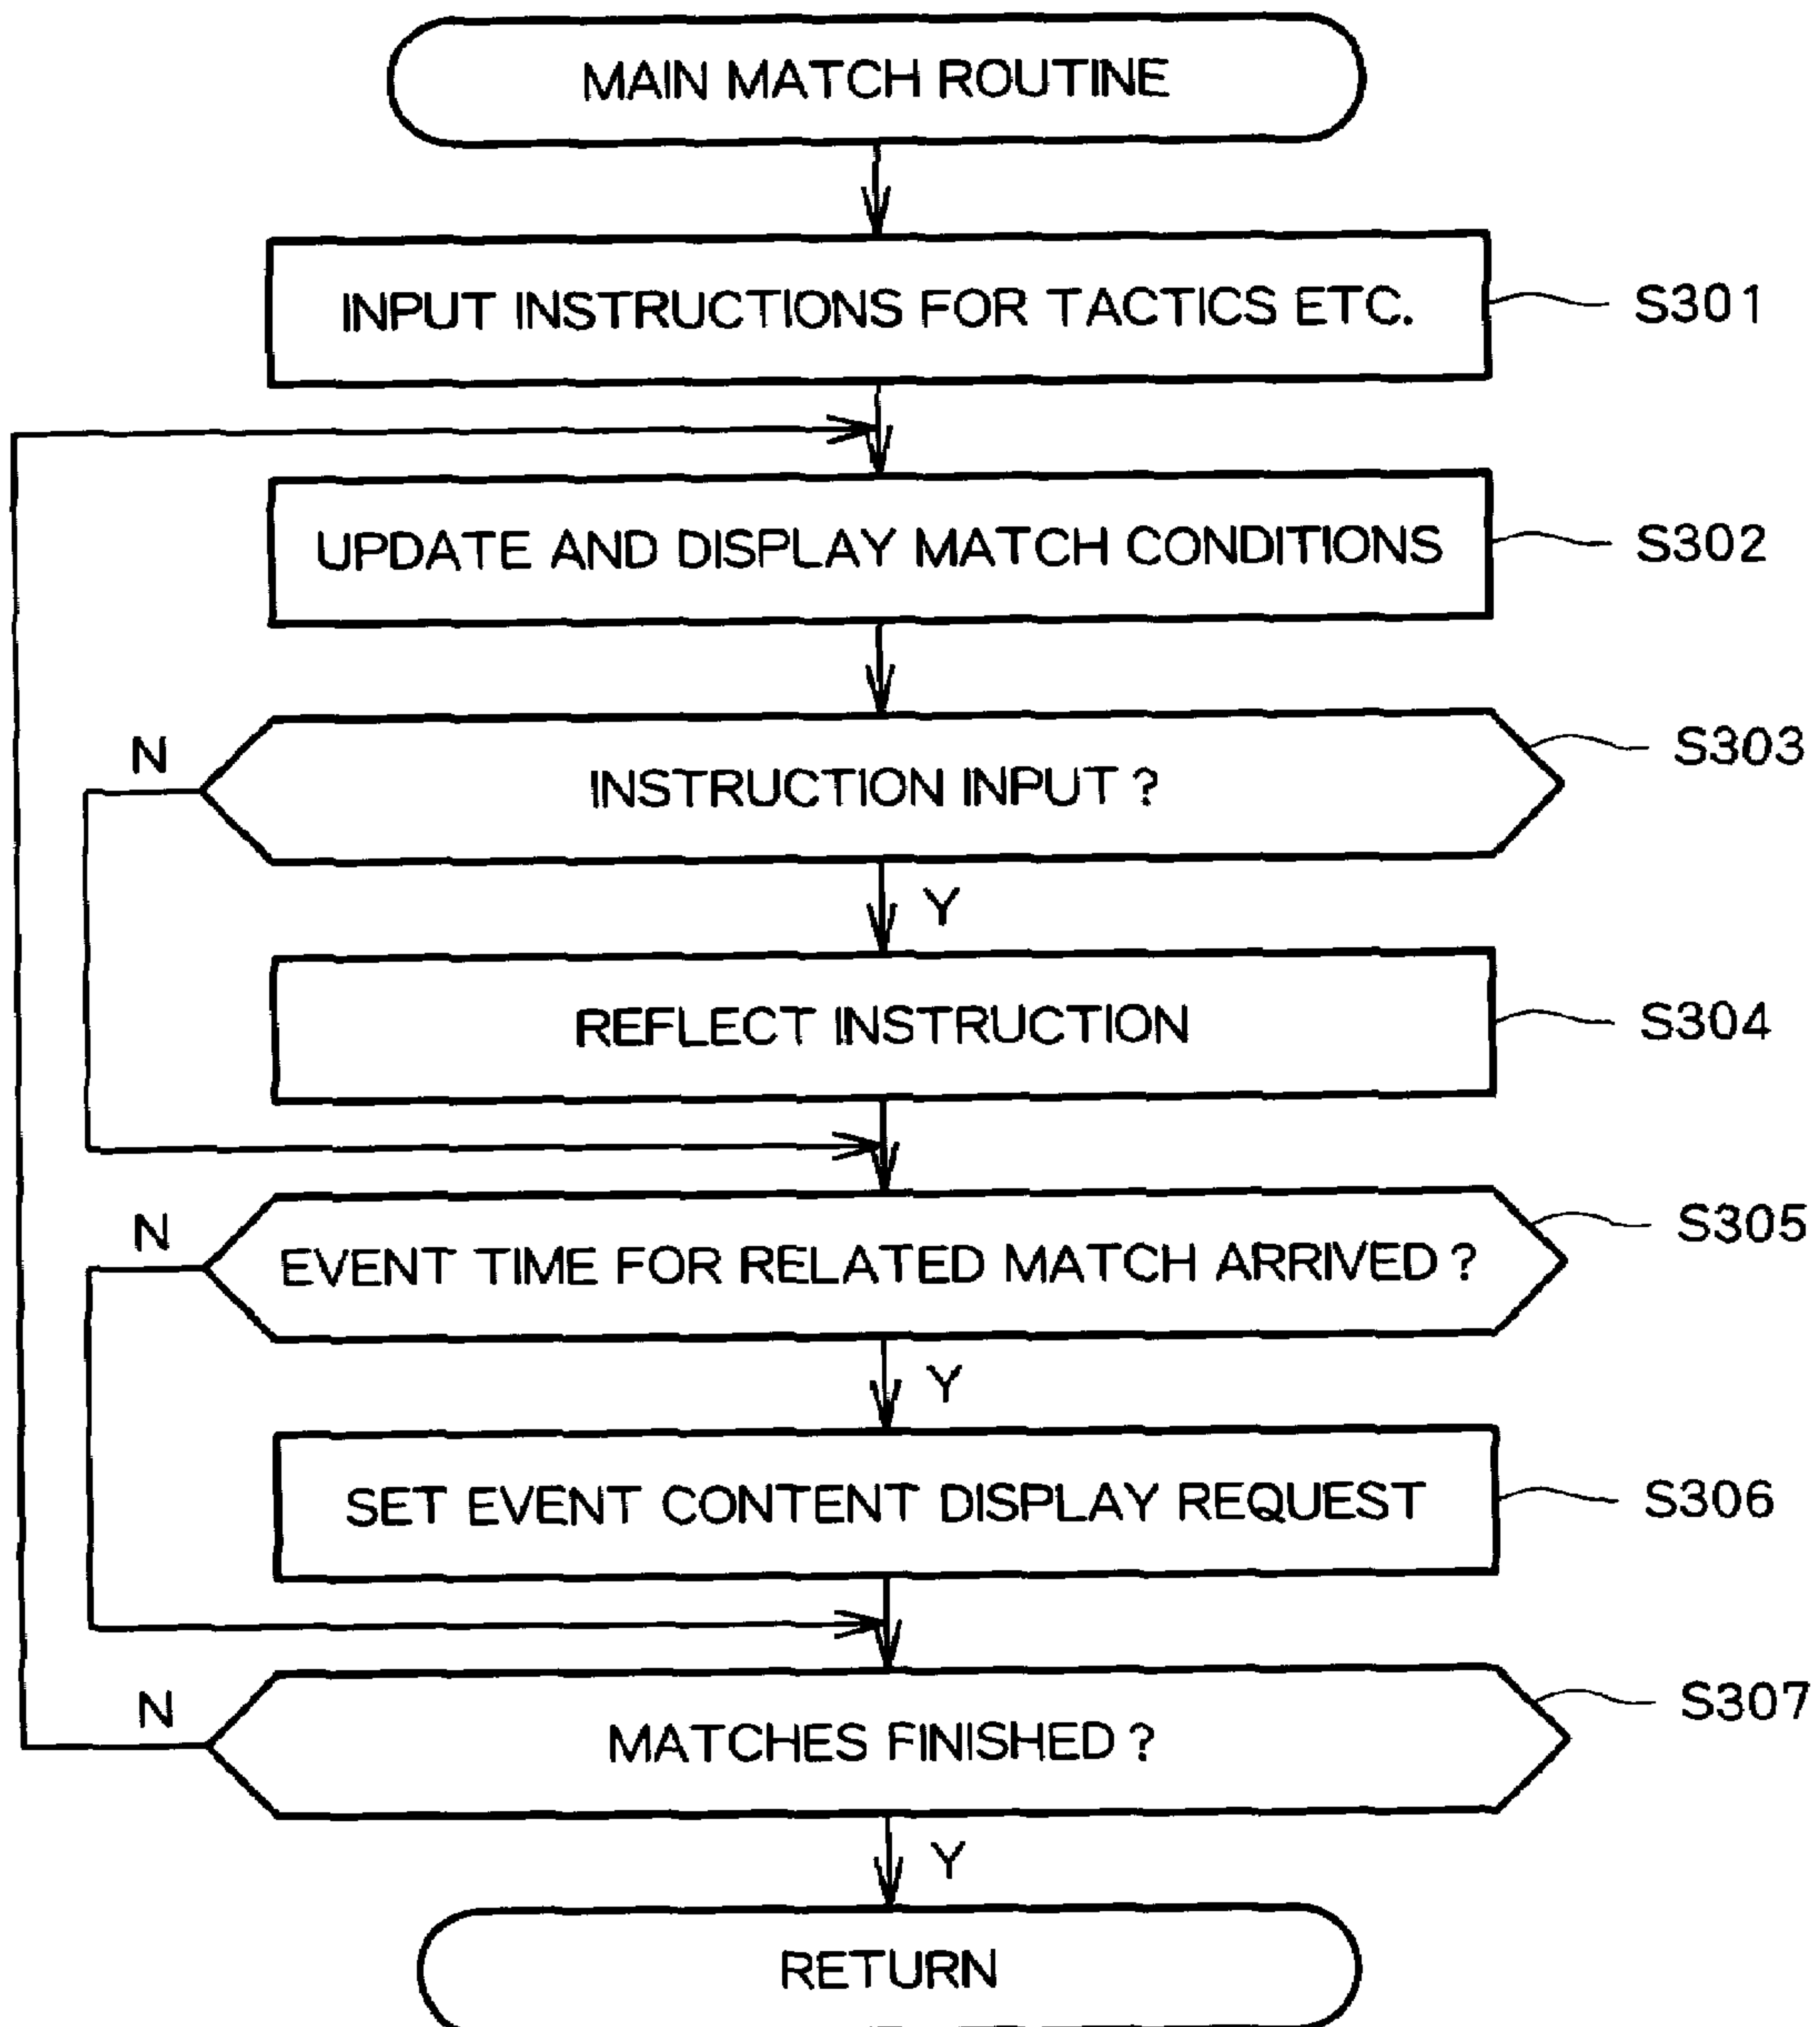 MAIN MATCH ROUTINE
INPUT INSTRUCTIONS FOR TACTICS ETC.
S301
UPDATE AND DISPLAY MATCH CONDITIONS
S302
N
INSTRUCTION INPUT?
S303
Y
REFLECT INSTRUCTION
S304
N
EVENT TIME FOR RELATED MATCH ARRIVED?
S305
Y
SET EVENT CONTENT DISPLAY REQUEST
S306
N
MATCHES FINISHED?
S307
Y
RETURN